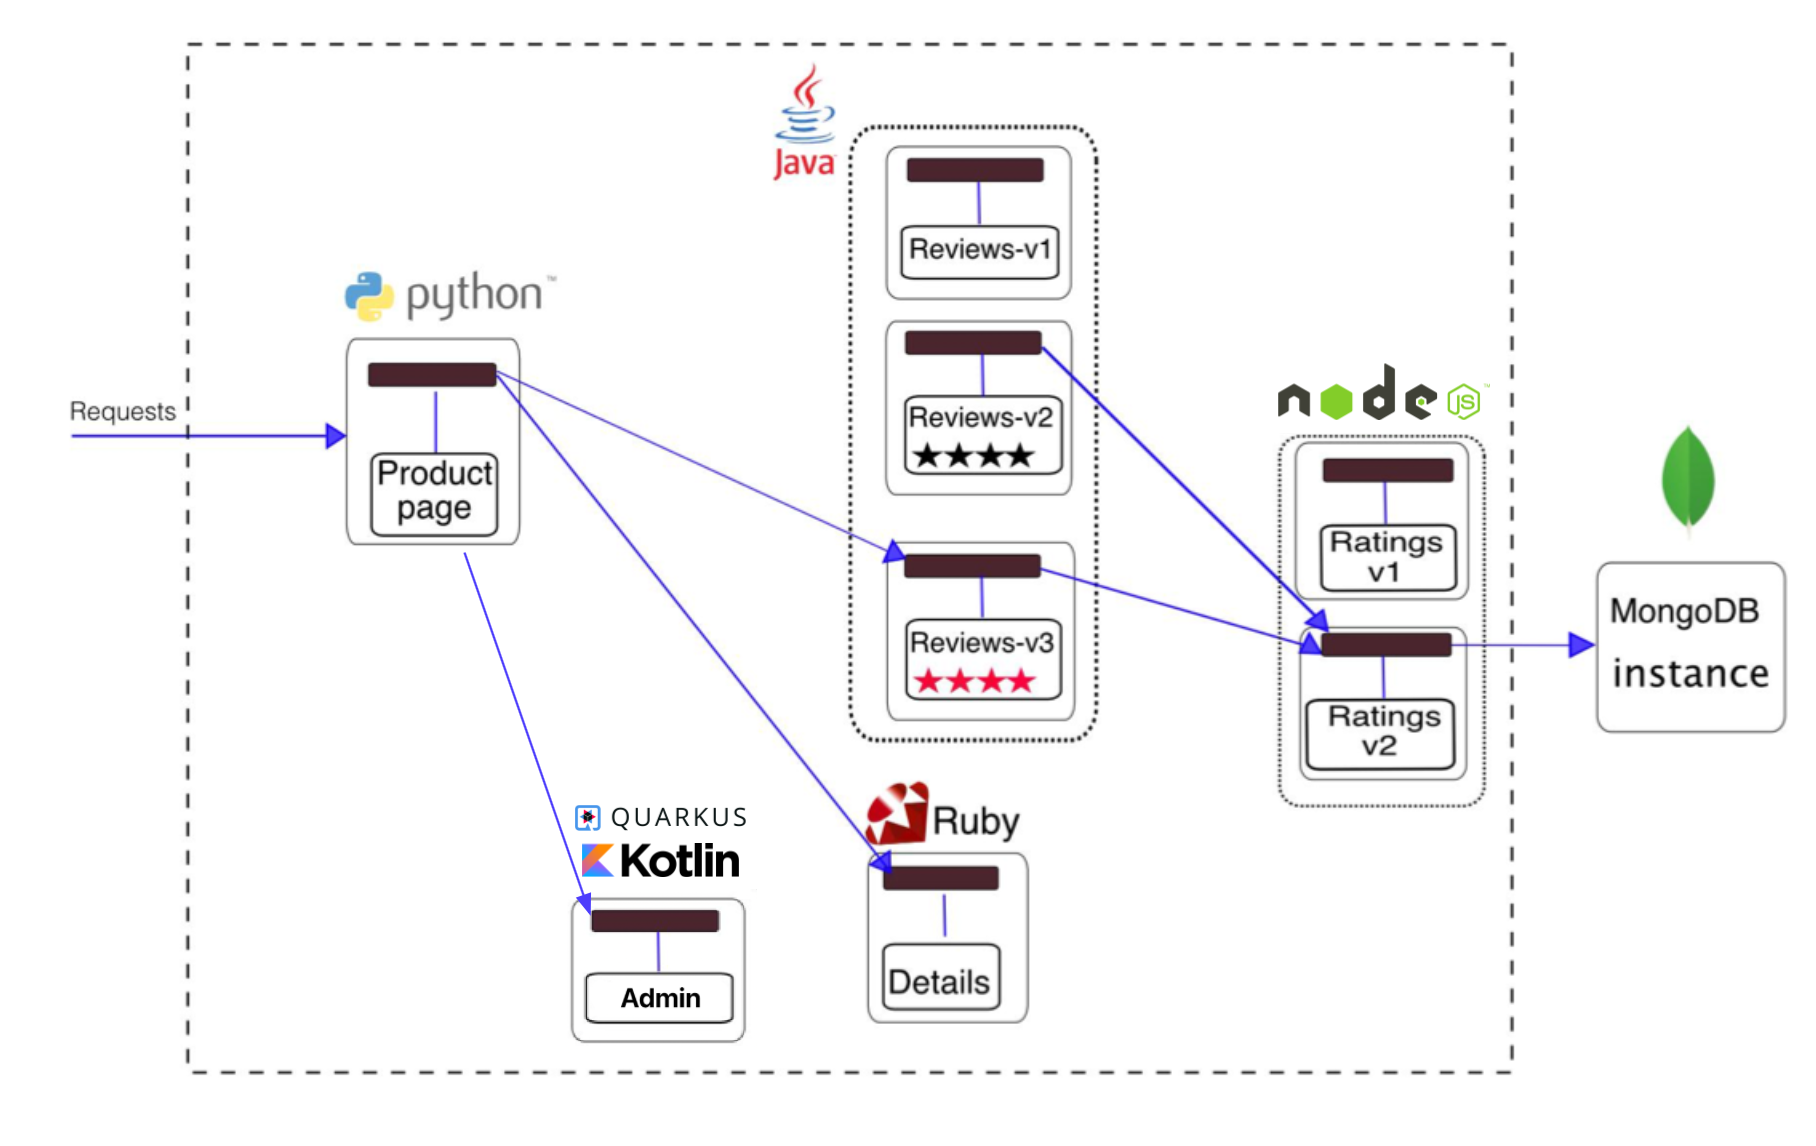 Java
Reviews-v1
python™
Requests
Product
page
Reviews-v2
★★★★
node
JS
Ratings
v1
Reviews-v3
★★★★
MongoDB
instance
Ratings
v2
QUARKUS
Kotlin
Ruby
Admin
Details